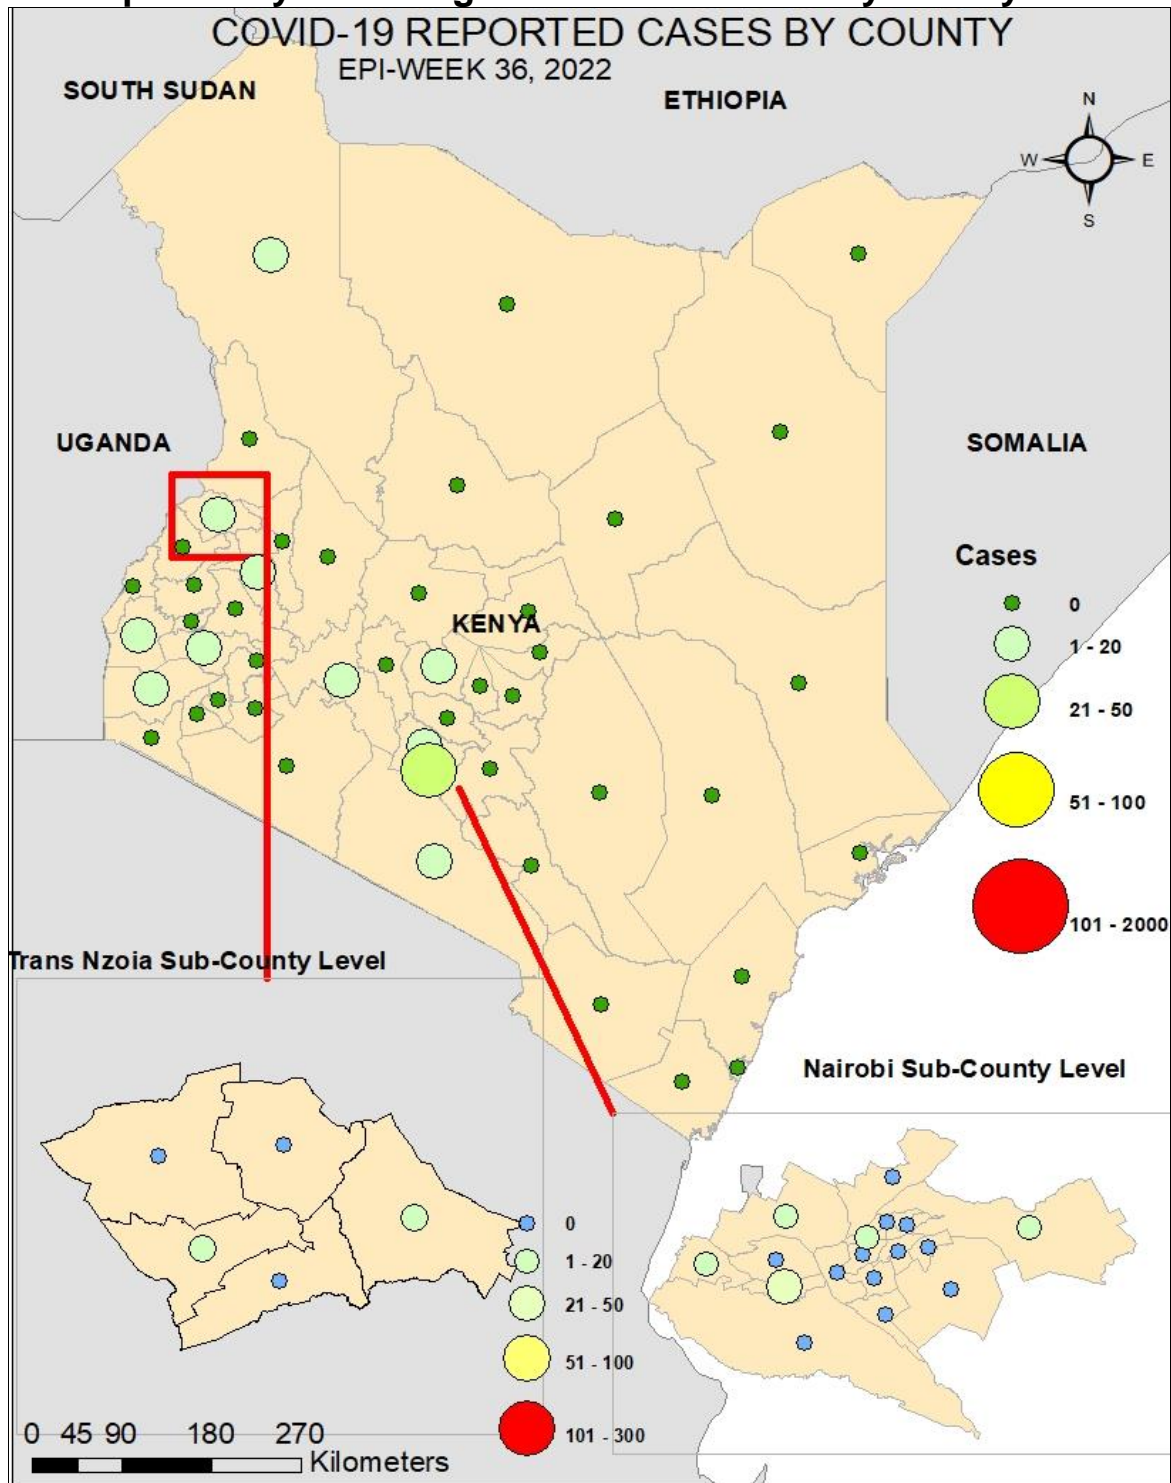 COVID-19 REPORTED CASES BY COUNTY
EPI-WEEK 36, 2022
SOUTH SUDAN
ETHIOPIA
N
W
E
S
UGANDA
SOMALIA
KENYA
Cases
0
1 - 20
21 - 50
51 - 100
101 - 2000
Trans Nzoia Sub-County Level
Nairobi Sub-County Level
0
1 - 20
21 - 50
51 - 100
101 - 300
0 45 90 180 270
Kilometers